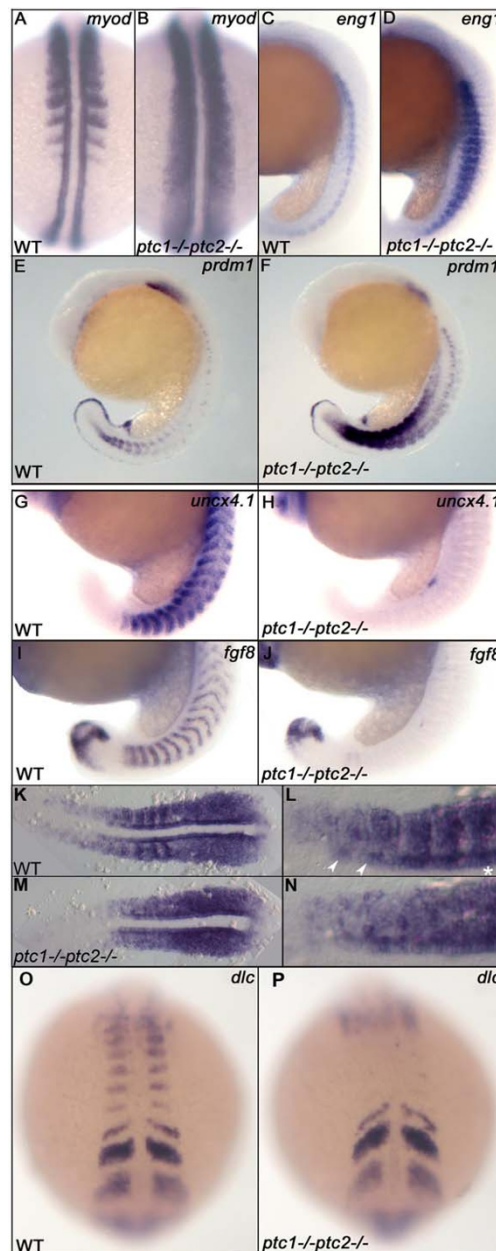 A
myod
B
myod
C
eng1
D
eng1
WT
ptc1-/-ptc2-/-
WT
ptc1-/-ptc2-/-
E
prdm1
F
prdm1
WT
ptc1-/-ptc2-/-
G
uncx4.1
H
uncx4.1
WT
ptc1-/-ptc2-/-
I
fgf8
J
fgf8
WT
ptc1-/-ptc2-/-
K
L
WT
*
M
N
ptc1-/-ptc2-/-
O
dlc
P
dlc
WT
ptc1-/-ptc2-/-